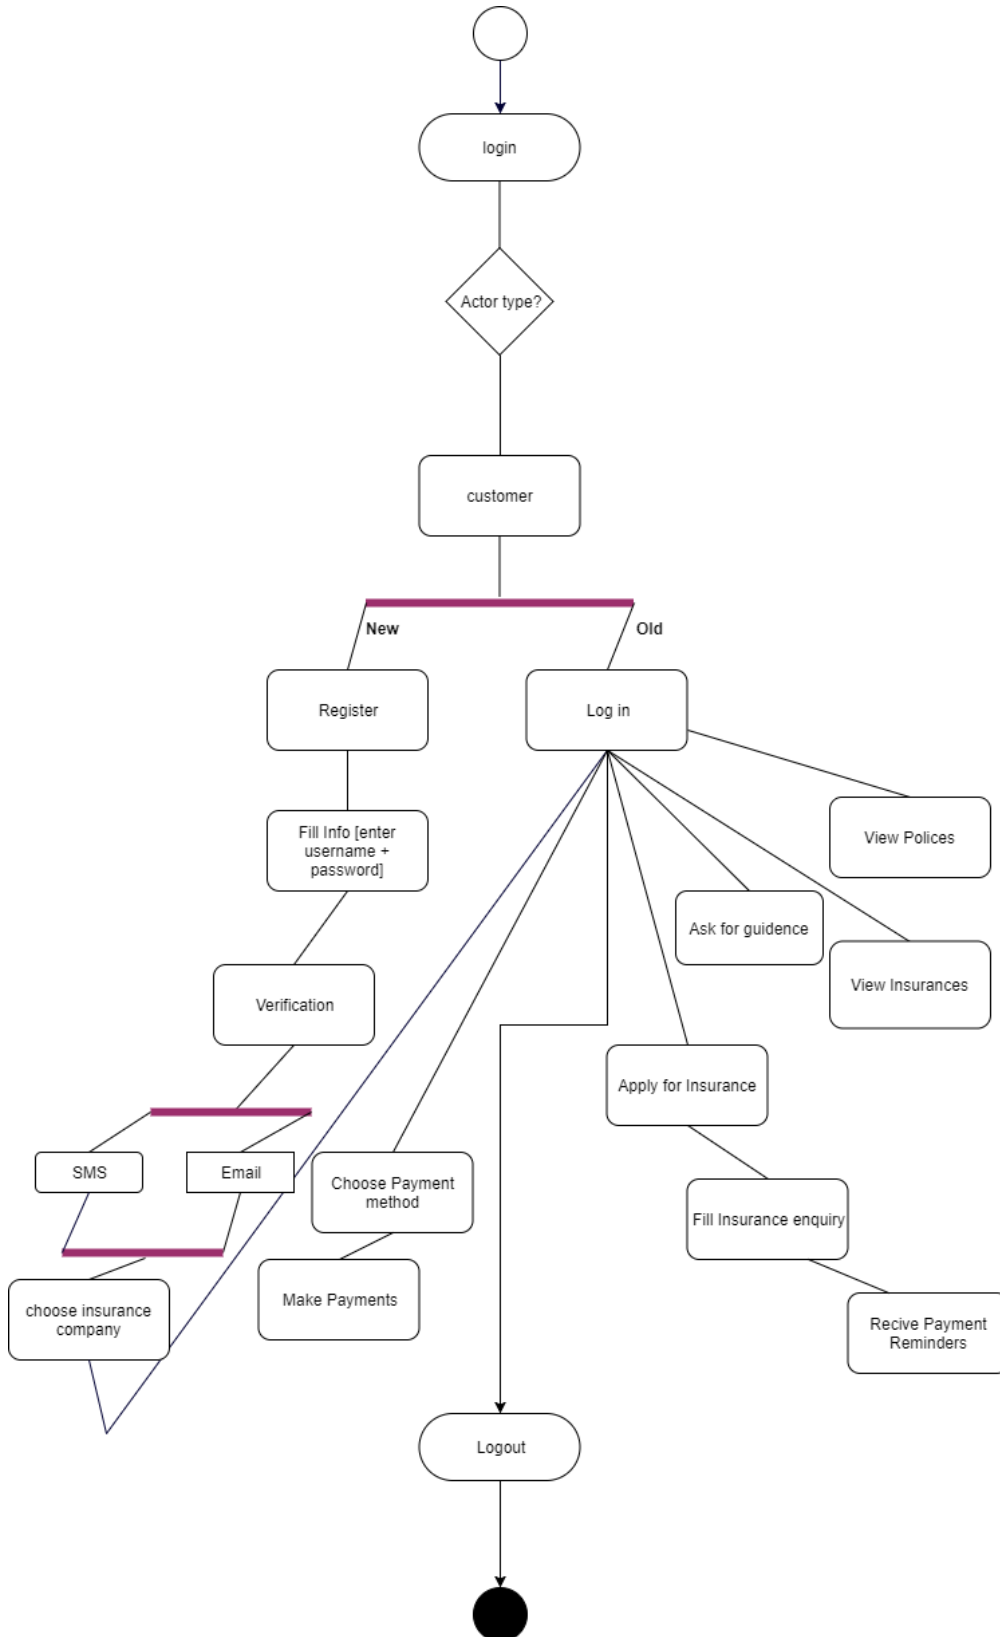 login
Actor type?
customer
New
Old
Register
Log in
Fill Info [enter
username +
password]
View Polices
Ask for guidence
View Insurances
Verification
Apply for Insurance
SMS
Email
Choose Payment
method
Fill Insurance enquiry
choose insurance
company
Make Payments
Recive Payment
Reminders
Logout